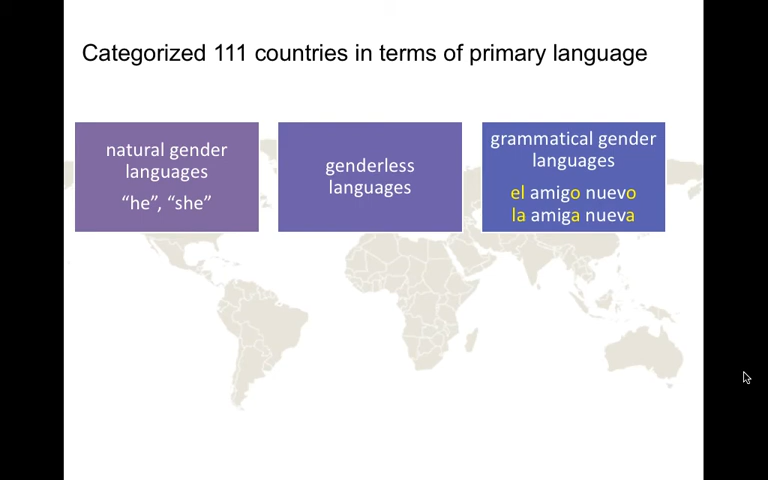 Categorized 111 countries in terms of primary language
natural gender
languages
“he”, “she”
genderless
languages
grammatical gender
languages
el amigo nuevo
la amiga nueva